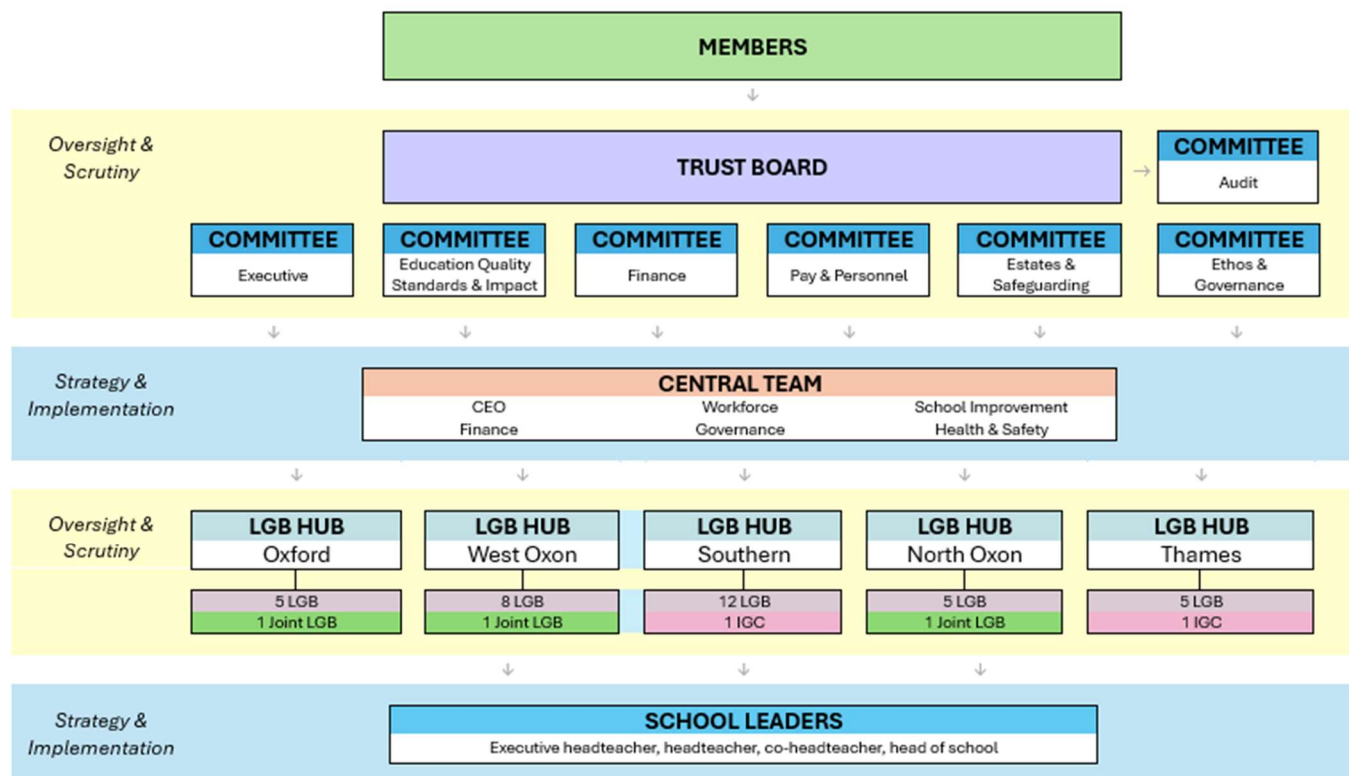 MEMBERS
Oversight &
Scrutiny
TRUST BOARD
COMMITTEE
Audit
COMMITTEE
Executive
COMMITTEE
Education Quality
Standards & Impact
COMMITTEE
Finance
COMMITTEE
Pay & Personnel
COMMITTEE
Estates &
Safeguarding
COMMITTEE
Ethos &
Governance
Strategy &
Implementation
CENTRAL TEAM
CEO
Finance
Workforce
Governance
School Improvement
Health & Safety
Oversight &
Scrutiny
LGB HUB
Oxford
5 LGB
1 Joint LGB
LGB HUB
West Oxon
8 LGB
1 Joint LGB
LGB HUB
Southern
12 LGB
1 IGC
LGB HUB
North Oxon
5 LGB
1 Joint LGB
LGB HUB
Thames
5 LGB
1 IGC
Strategy &
Implementation
SCHOOL LEADERS
Executive headteacher, headteacher, co-headteacher, head of school